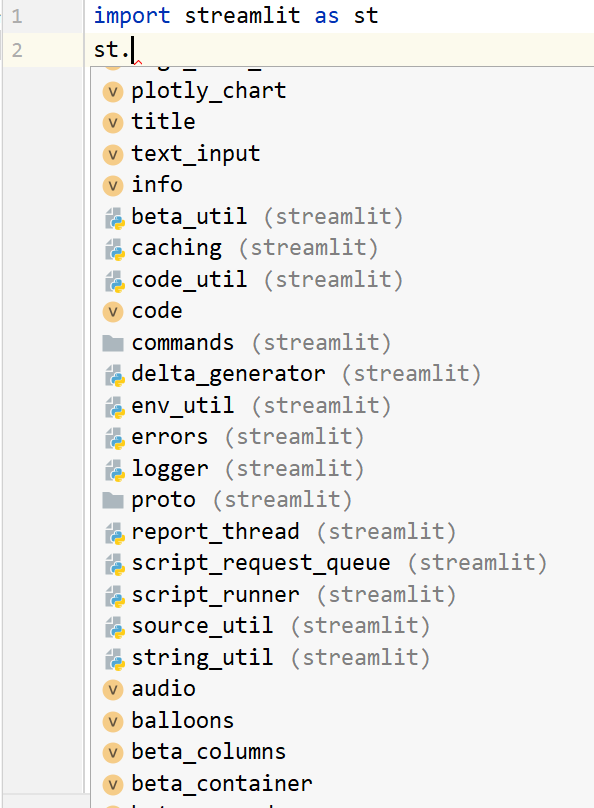 1 import streamlit as st
2 st.
plotly_chart
title
text_input
info
beta_util (streamlit)
caching (streamlit)
code_util (streamlit)
code
commands (streamlit)
delta_generator (streamlit)
env_util (streamlit)
errors (streamlit)
logger (streamlit)
proto (streamlit)
report_thread (streamlit)
script_request_queue (streamlit)
script_runner (streamlit)
source_util (streamlit)
string_util (streamlit)
audio
balloons
beta_columns
beta_container